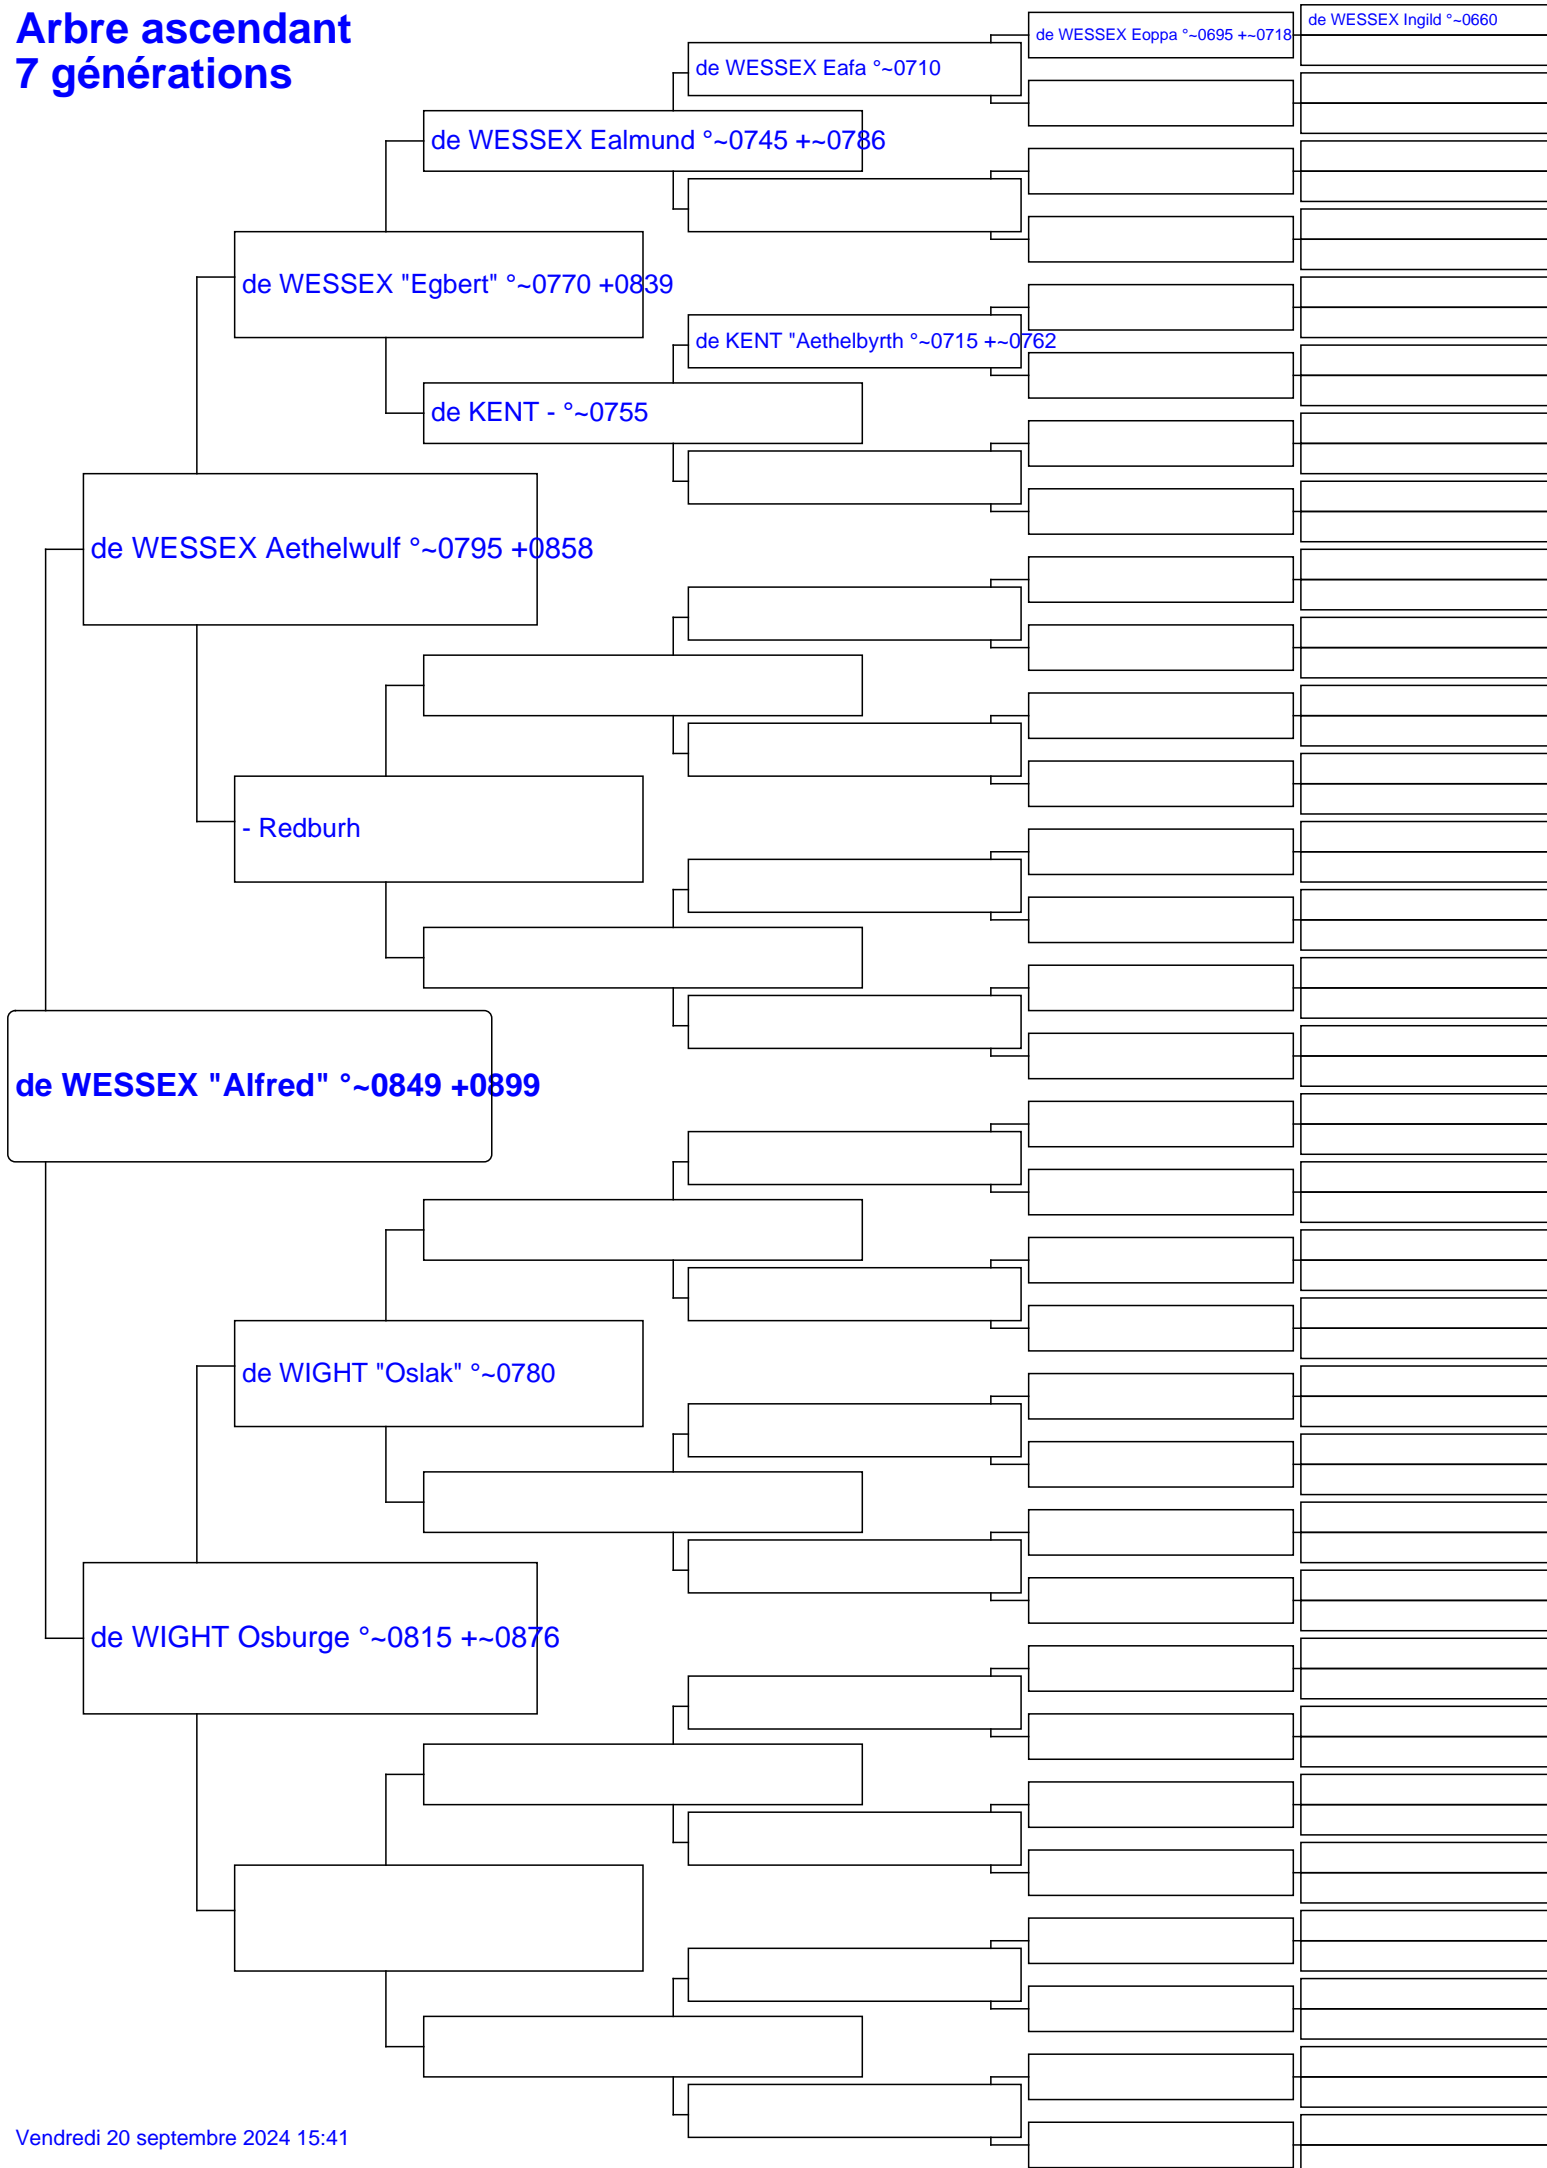 Arbre ascendant
7 générations
de WESSEX Ingild °~0660
de WESSEX Eoppa °~0695 +~0718
de WESSEX Eafa °~0710
de WESSEX Ealmund °~0745 +~0786
de WESSEX "Egbert" °~0770 +0839
de KENT "Aethelbyrth °~0715 +~0762
de KENT - °~0755
de WESSEX Aethelwulf °~0795 +0858
- Redburh
de WESSEX "Alfred" °~0849 +0899
de WIGHT "Oslak" °~0780
de WIGHT Osburge °~0815 +~0876
Vendredi 20 septembre 2024 15:41